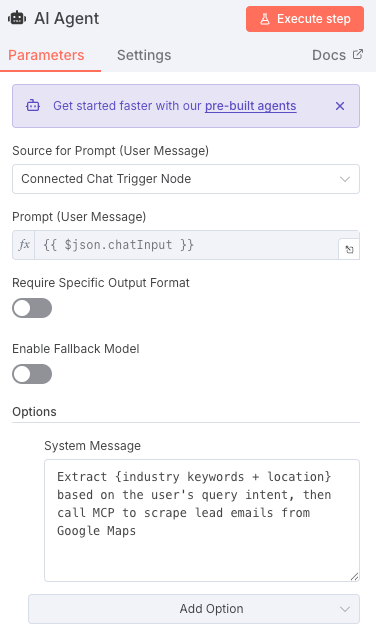 AI Agent
Execute step
Parameters
Settings
Docs
Get started faster with our pre-built agents
Source for Prompt (User Message)
Connected Chat Trigger Node
Prompt (User Message)
fx
{{ $json.chatInput }}
Require Specific Output Format
Enable Fallback Model
Options
System Message
Extract {industry keywords + location}
based on the user's query intent, then
call MCP to scrape lead emails from
Google Maps
Add Option